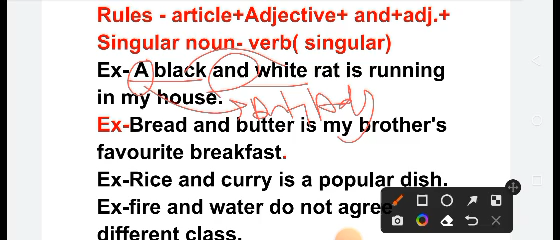 Rules - article+Adjective+ and+adj.+
Singular noun- verb( singular)
Ex- A black and white rat is running
in my house.
Art/Adj
Ex-Bread and butter is my brother's
favourite breakfast.
Ex-Rice and curry is a popular dish.
Ex-fire and water do not agree
different class.